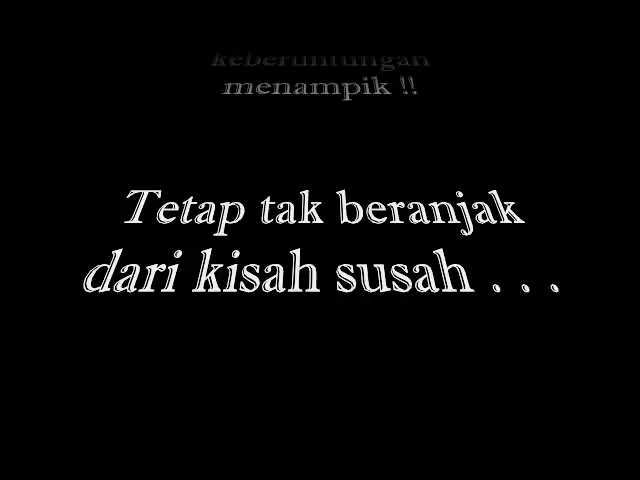 keberuntungan
menampik !!
Tetap tak beranjak
dari kisah susah . . .